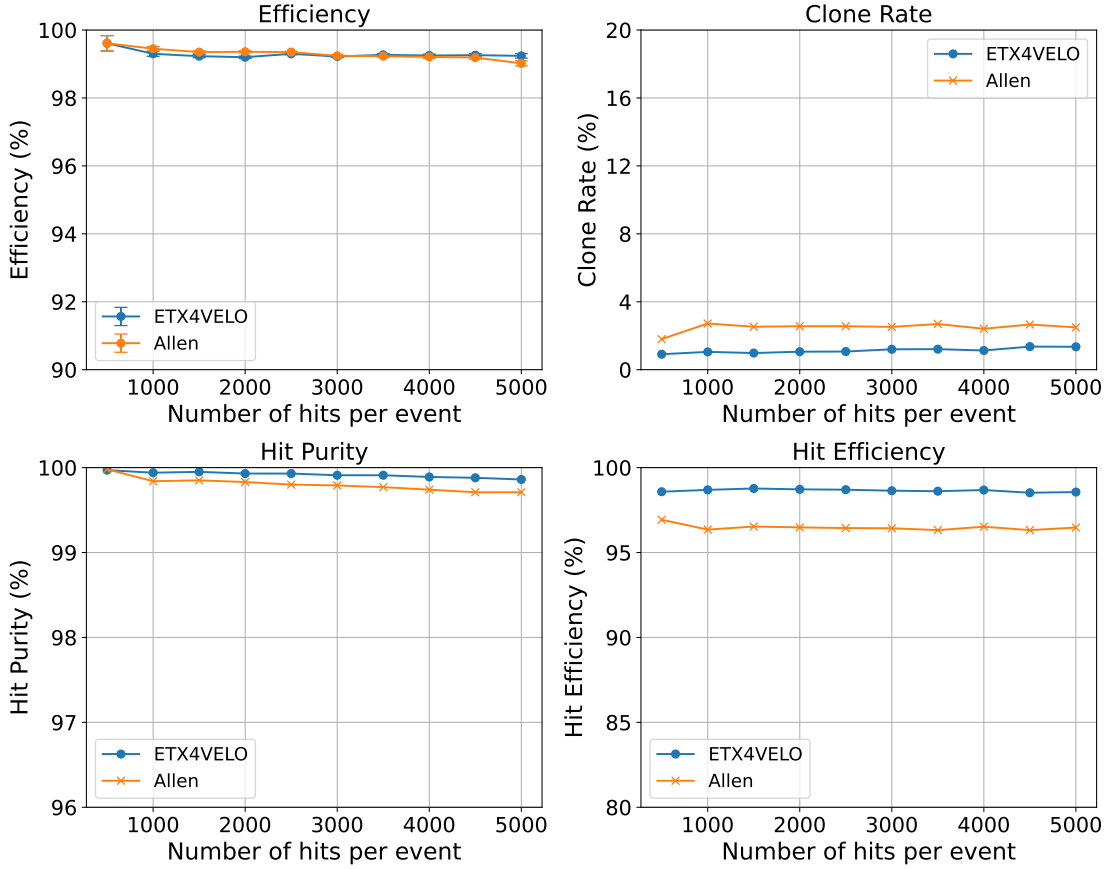 Efficiency
Efficiency (%)
100
98
96
94
92
90
ETX4VELO
Allen
1000 2000 3000 4000 5000
Number of hits per event
Clone Rate
Clone Rate (%)
20
16
12
8
4
0
ETX4VELO
Allen
1000 2000 3000 4000 5000
Number of hits per event
Hit Purity
Hit Purity (%)
100
99
98
97
96
ETX4VELO
Allen
1000 2000 3000 4000 5000
Number of hits per event
Hit Efficiency
Hit Efficiency (%)
100
95
90
85
80
ETX4VELO
Allen
1000 2000 3000 4000 5000
Number of hits per event